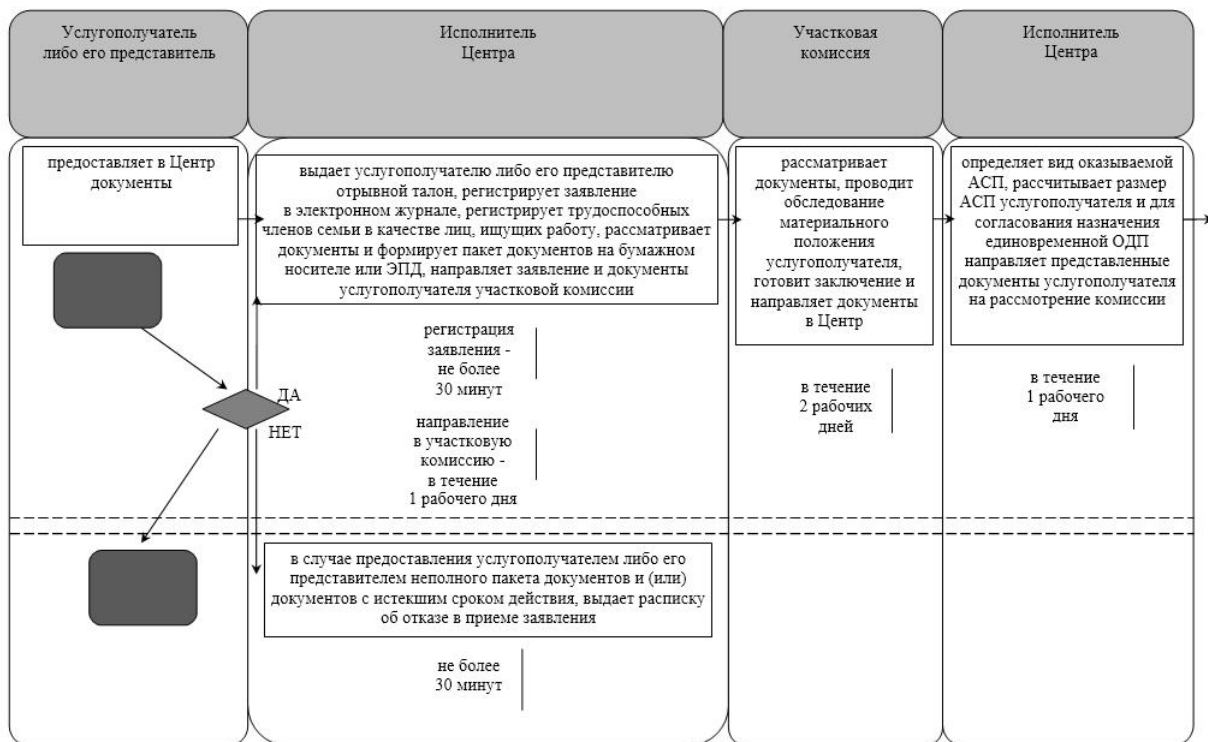 Услугополучатель
либо его представитель
Исполнитель
Центра
Участковая
комиссия
Исполнитель
Центра
предоставляет в Центр
документы
выдает услугополучателю либо его представителю
отрывной талон, регистрирует заявление
в электронном журнале, регистрирует трудоспособных
членов семьи в качестве лиц, ищущих работу, рассматривает
документы и формирует пакет документов на бумажном
носителе или ЭПД, направляет заявление и документы
услугополучателя участковой комиссии
рассматривает
документы, проводит
обследование
материального
положения
услугополучателя,
готовит заключение и
направляет документы
в Центр
определяет вид оказываемой
АСП, рассчитывает размер
АСП услугополучателя и для
согласования назначения
единовременной ОДП
направляет представленные
документы услугополучателя
на рассмотрение комиссии
регистрация
заявления -
не более
30 минут
ДА
НЕТ
направление
в участковую
комиссию -
в течение
1 рабочего дня
в течение
2 рабочих
дней
в течение
1 рабочего
дня
в случае предоставления услугополучателем либо его
представителем неполного пакета документов и (или)
документов с истекшим сроком действия, выдает расписку
об отказе в приеме заявления
не более
30 минут